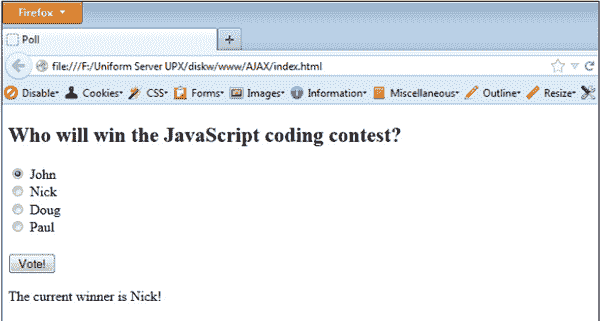 Firefox
Poll
file:///F:/Uniform Server UPX/diskw/www/AJAX/index.html
Disable Cookies CSS Forms Images Information Miscellaneous Outline Resize
Who will win the JavaScript coding contest?
John
Nick
Doug
Paul
Vote!
The current winner is Nick!